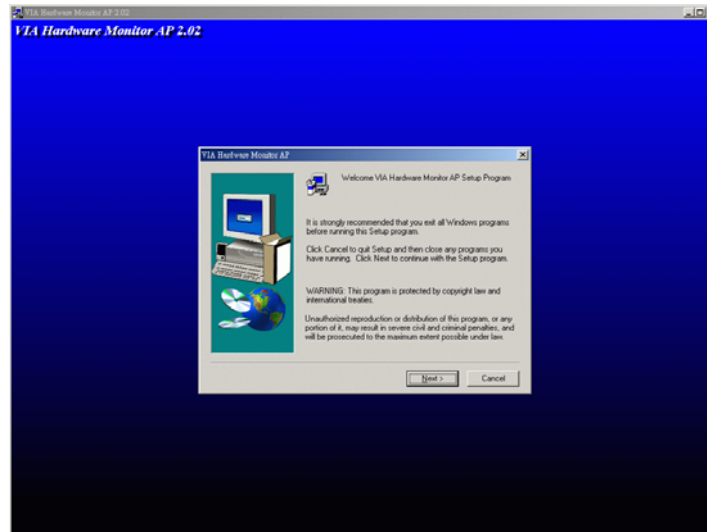 VIA Hardware Monitor AP 2.02
VIA Hardware Monitor AP 2.02
VIA Hardware Monitor AP
Welcome VIA Hardware Monitor AP Setup Program
It is strongly recommended that you exit all Windows programs
before running this Setup program.
Click Cancel to quit Setup and then close any programs you
have running. Click Next to continue with the Setup program.
WARNING: This program is protected by copyright law and
international treaties.
Unauthorized reproduction or distribution of this program, or any
portion of it, may result in severe civil and criminal penalties, and
will be prosecuted to the maximum extent possible under law.
Next >
Cancel